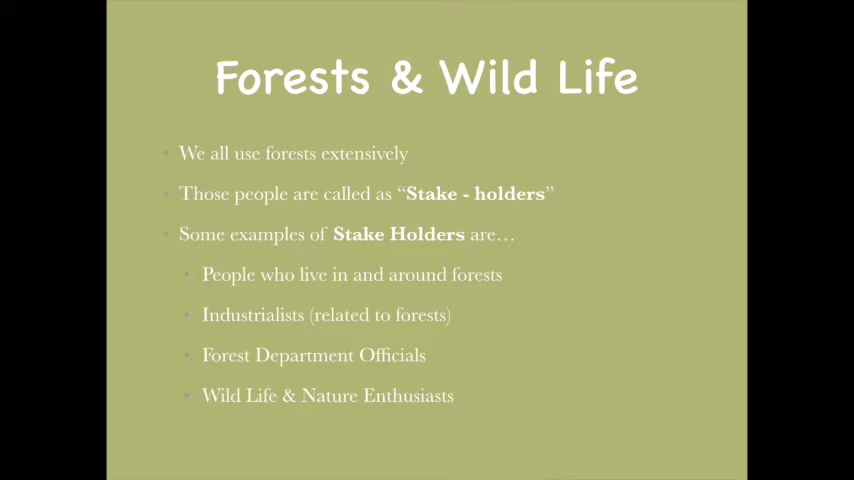 Forests & Wild Life
We all use forests extensively
Those people are called as “Stake - holders”
Some examples of Stake Holders are…
People who live in and around forests
Industrialists (related to forests)
Forest Department Officials
Wild Life & Nature Enthusiasts